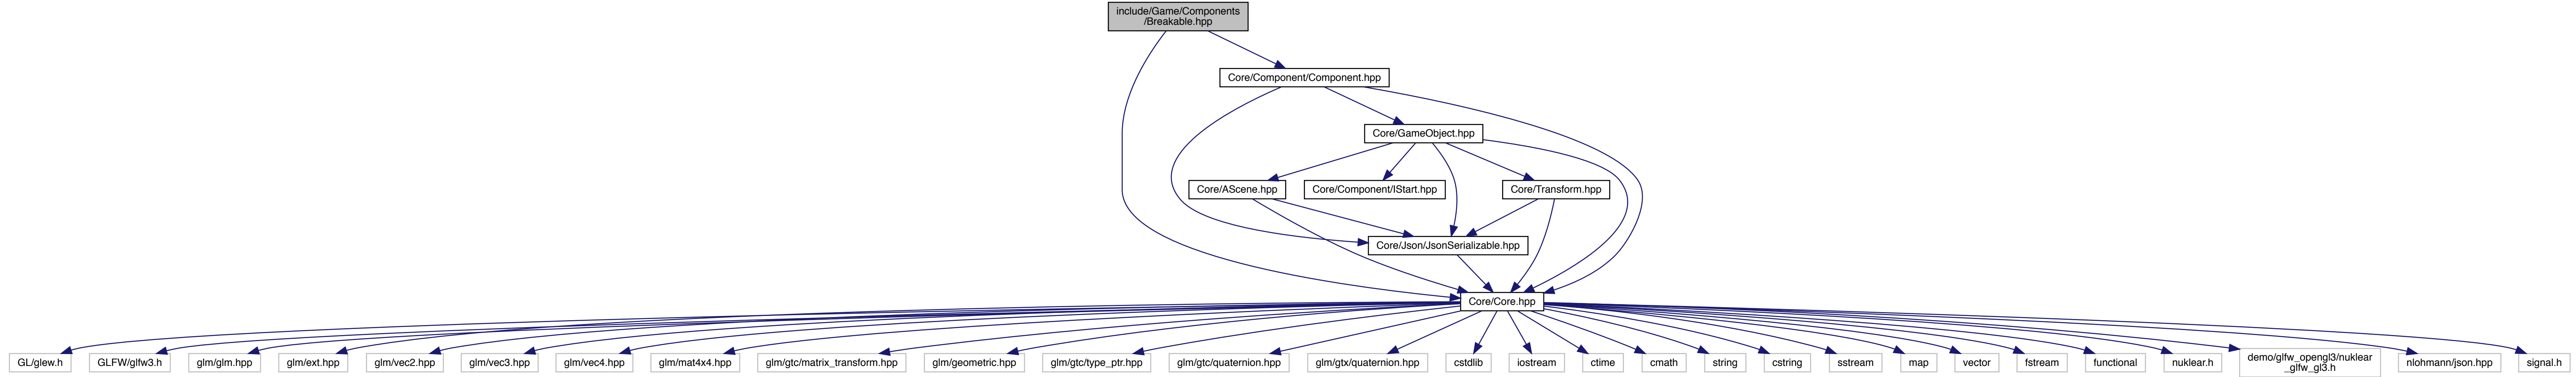 include/Game/Components
/Breakable.hpp
Core/Component/Component.hpp
Core/GameObject.hpp
Core/AScene.hpp
Core/Component/IStart.hpp
Core/Transform.hpp
Core/Json/JsonSerializable.hpp
Core/Core.hpp
GL/glew.h
GLFW/glfw3.h
glm/glm.hpp
glm/ext.hpp
glm/vec2.hpp
glm/vec3.hpp
glm/vec4.hpp
glm/mat4x4.hpp
glm/gtc/matrix_transform.hpp
glm/geometric.hpp
glm/gtc/type_ptr.hpp
glm/gtc/quaternion.hpp
glm/gtx/quaternion.hpp
cstdlib
iostream
ctime
cmath
string
cstring
sstream
map
vector
fstream
functional
nuklear.h
demo/glfw_opengl3/nuklear
_glfw_gl3.h
nlohmann/json.hpp
signal.h